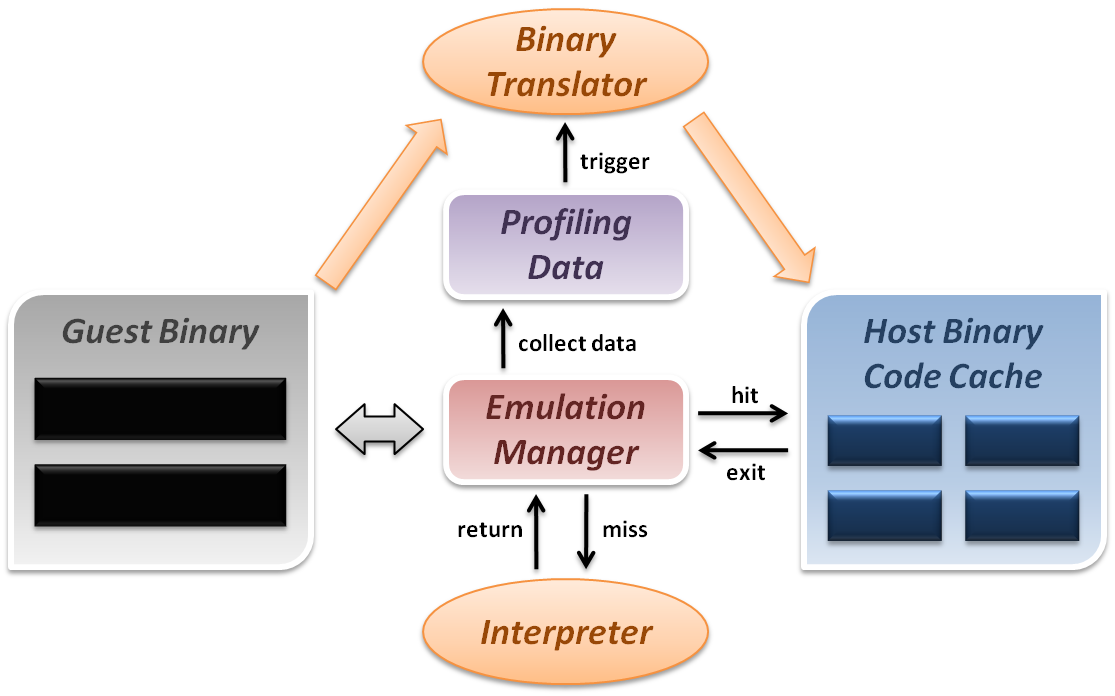 Binary
Translator
trigger
Profiling
Data
Guest Binary
collect data
Host Binary
Code Cache
Emulation
Manager
hit
exit
return
miss
Interpreter